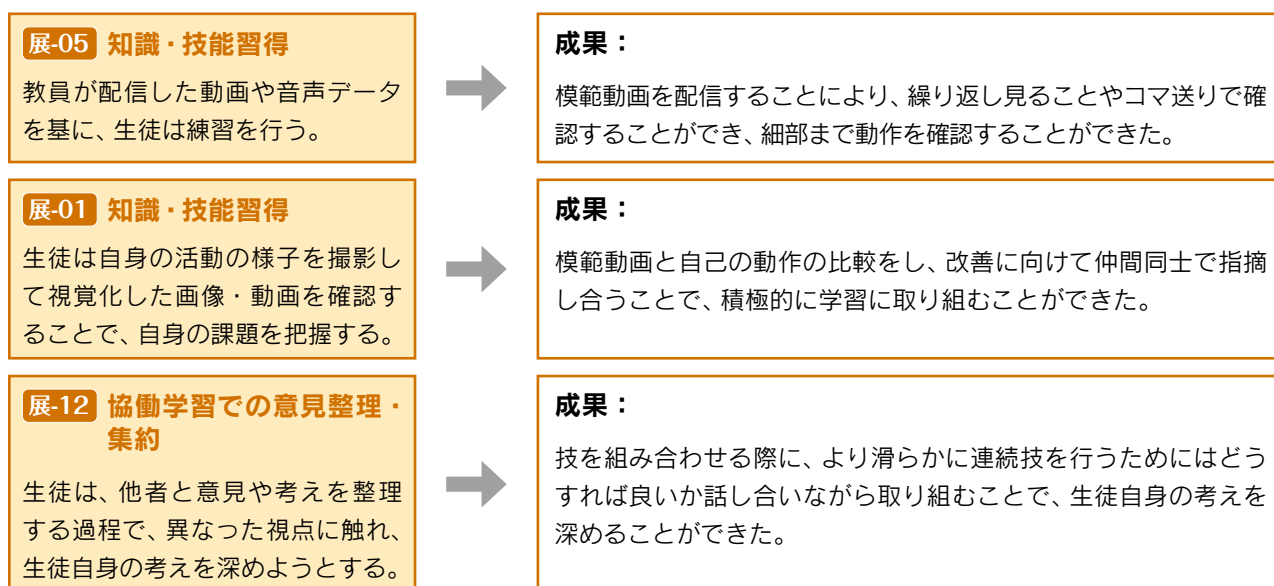 展-05 知識・技能習得
教員が配信した動画や音声データ
を基に、生徒は練習を行う。
成果：
模範動画を配信することにより、繰り返し見ることやコマ送りで確
認することができ、細部まで動作を確認することができた。
展-01 知識・技能習得
生徒は自身の活動の様子を撮影し
て視覚化した画像・動画を確認す
ることで、自身の課題を把握する。
成果：
模範動画と自己の動作の比較をし、改善に向けて仲間同士で指摘
し合うことで、積極的に学習に取り組むことができた。
展-12 協働学習での意見整理・
集約
生徒は、他者と意見や考えを整理
する過程で、異なった視点に触れ、
生徒自身の考えを深めようとする。
成果：
技を組み合わせる際に、より滑らかに連続技を行うためにはどう
すれば良いか話し合いながら取り組むことで、生徒自身の考えを
深めることができた。